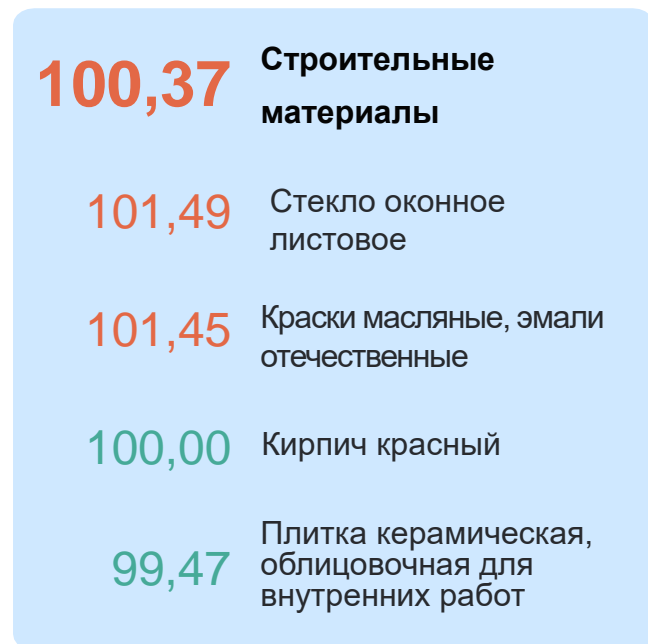 100,37 Строительные
материалы
101,49 Стекло оконное
листовое
101,45 Краски масляные, эмали
отечественные
100,00 Кирпич красный
99,47 Плитка керамическая,
облицовочная для
внутренних работ